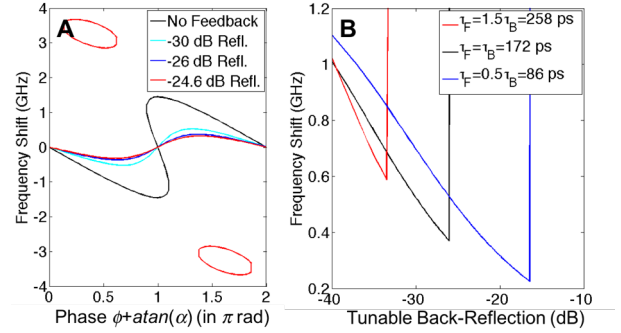 A
No Feedback
-30 dB Refl.
-26 dB Refl.
-24.6 dB Refl.
Frequency Shift (GHz)
4
3
2
1
0
-1
-2
-3
-4
0
0.5
1
1.5
2
Phase ϕ+atan(α) (in π rad)
B
τF=1.5τB=258 ps
τF=τB=172 ps
τF=0.5τB=86 ps
Frequency Shift (GHz)
1.2
1
0.8
0.6
0.4
0.2
-40
-30
-20
-10
Tunable Back-Reflection (dB)